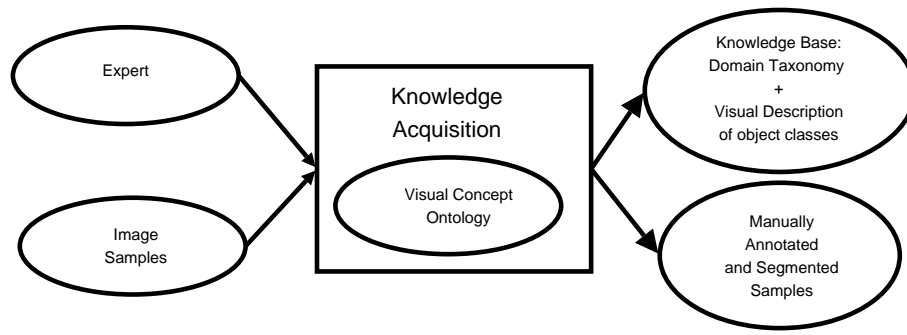 Expert
Image
Samples
Knowledge
Acquisition
Visual Concept
Ontology
Knowledge Base:
Domain Taxonomy
+
Visual Description
of object classes
Manually
Annotated
and Segmented
Samples